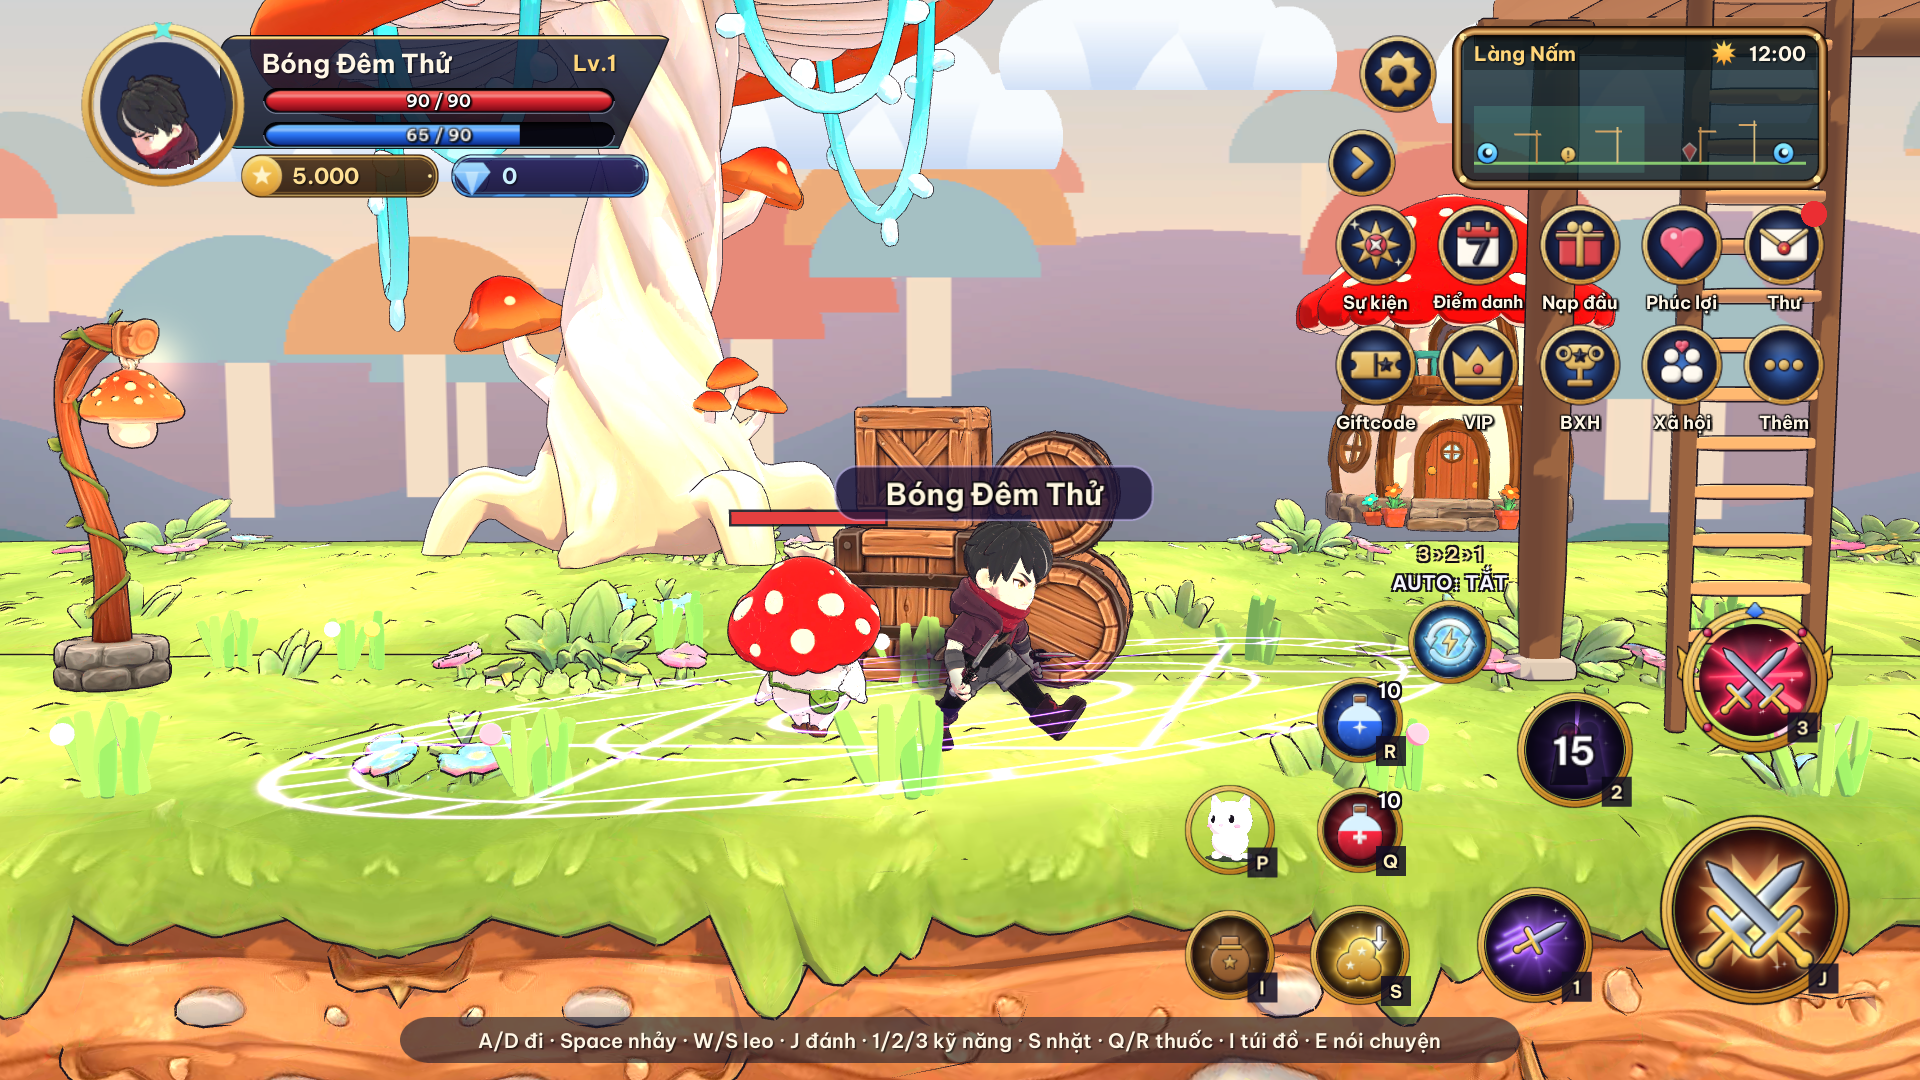 Bóng Đêm Thử
Lv.1
90 / 90
65 / 90
5.000
0
Làng Nấm
12:00
7
Sự kiện
Điểm danh
Nạp đầu
Phúc lợi
Thư
Giftcode
VIP
BXH
Xã hội
Thêm
Bóng Đêm Thử
3»2»1
AUTO: TẮT
10
R
3
15
2
10
Q
P
I
S
1
J
A/D đi · Space nhảy · W/S leo · J đánh · 1/2/3 kỹ năng · S nhặt · Q/R thuốc · I túi đồ · E nói chuyện